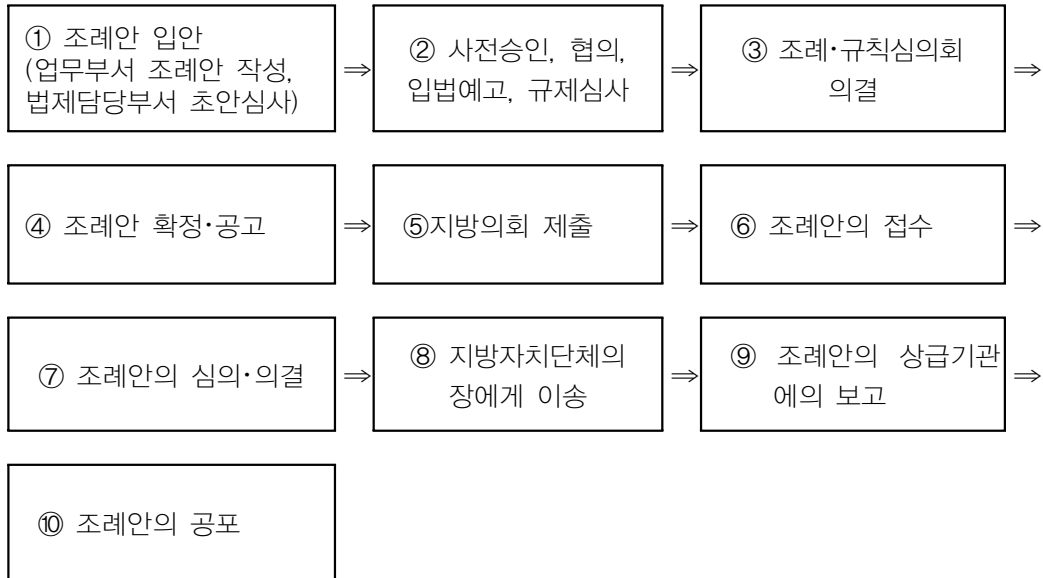 ① 조례안 입안
(업무부서 조례안 작성,
법제담당부서 초안심사)
⇒
② 사전승인, 협의,
입법예고, 규제심사
⇒
③ 조례･규칙심의회
의결
⇒
④ 조례안 확정･공고
⇒
⑤지방의회 제출
⇒
⑥ 조례안의 접수
⇒
⑦ 조례안의 심의･의결
⇒
⑧ 지방자치단체의
장에게 이송
⇒
⑨ 조례안의 상급기관
에의 보고
⇒
⑩ 조례안의 공포